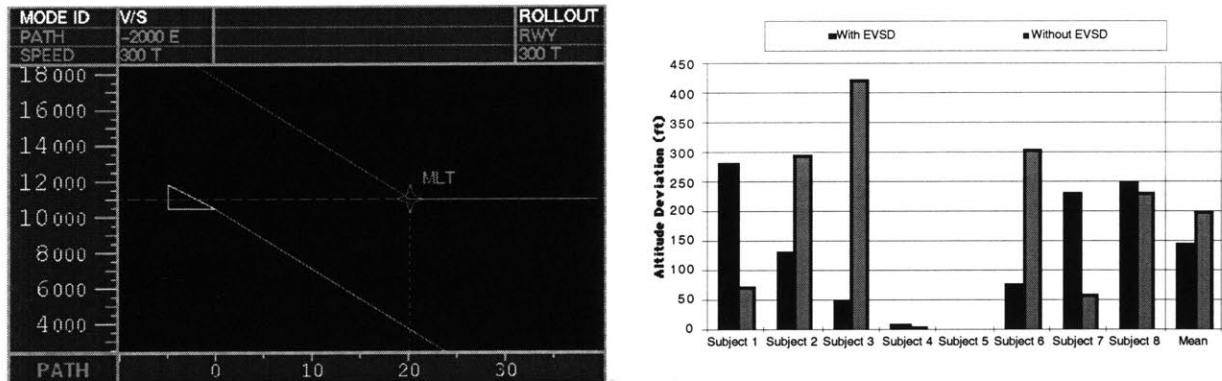 MODE ID V/S ROLLOUT
PATH -2000 E RWY
SPEED 300 T 300 T
18000
16000
14000
12000
10000
8000
6000
4000
MLT
PATH 0 10 20 30
With EVSD Without EVSD
Altitude Deviation (ft)
450
400
350
300
250
200
150
100
50
0
Subject 1 Subject 2 Subject 3 Subject 4 Subject 5 Subject 6 Subject 7 Subject 8 Mean